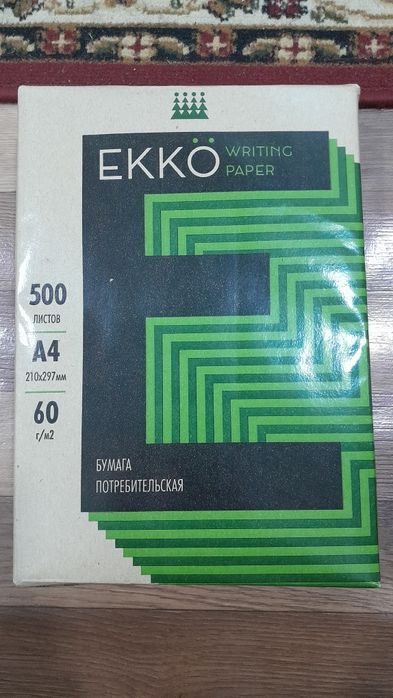 EKKÖ
WRITING
PAPER
500
ЛИСТОВ
A4
210x297мм
60
г/м2
БУМАГА
ПОТРЕБИТЕЛЬСКАЯ